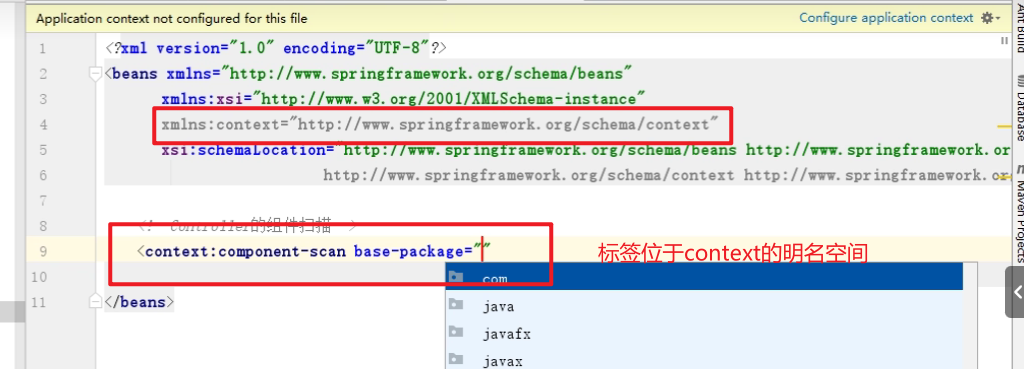 Application context not configured for this file
Configure application context
1 <?xml version="1.0" encoding="UTF-8"?>
2 <beans xmlns="http://www.springframework.org/schema/beans"
3 xmlns:xsi="http://www.w3.org/2001/XMLSchema-instance"
4 xmlns:context="http://www.springframework.org/schema/context"
5 xsi:schemaLocation="http://www.springframework.org/schema/beans http://www.springframework.or
6 http://www.springframework.org/schema/context http://www.springframework.org
7
8 Controller的组件扫描
9 <context:component-scan base-package=""
标签位于context的明名空间
10
11 </beans>
com
java
javafx
javax
Ant Build
Database
Maven Projects